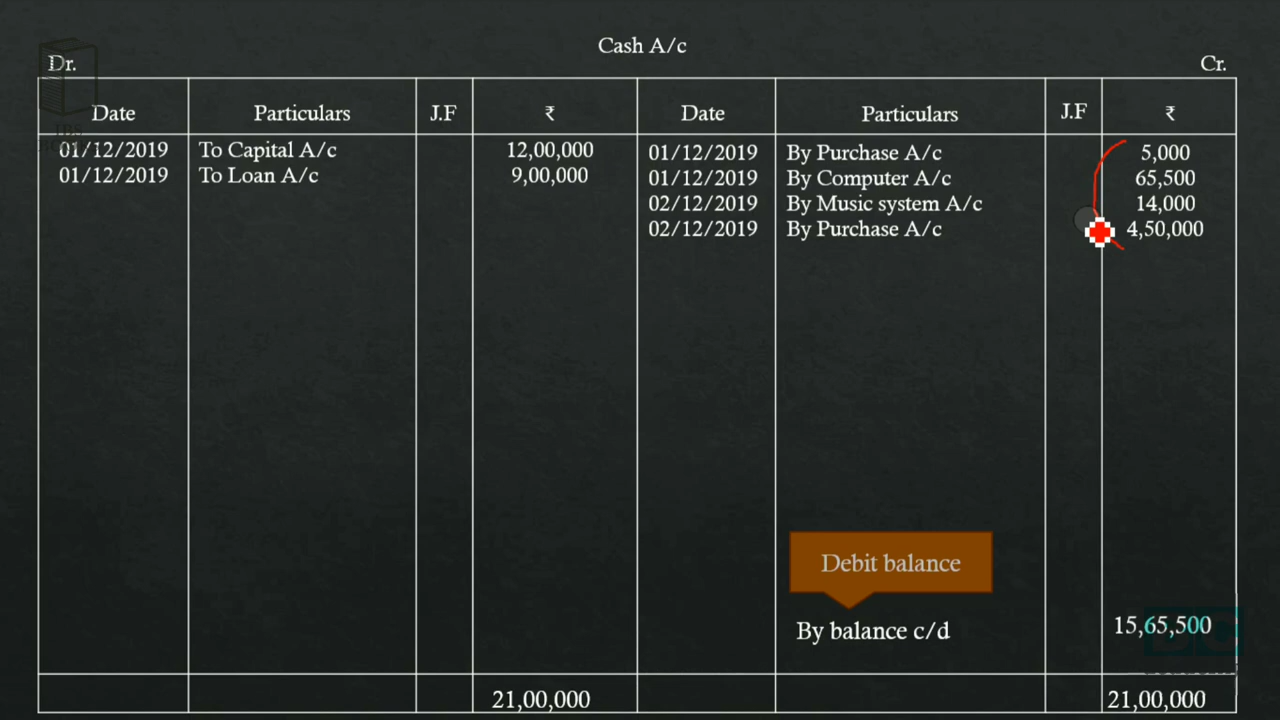 Cash A/c
Dr. Cr.
Date Particulars J.F ₹ Date Particulars J.F ₹
01/12/2019 To Capital A/c 12,00,000 01/12/2019 By Purchase A/c 5,000
01/12/2019 To Loan A/c 9,00,000 01/12/2019 By Computer A/c 65,500
02/12/2019 By Music system A/c 14,000
02/12/2019 By Purchase A/c 4,50,000
Debit balance
By balance c/d 15,65,500
21,00,000 21,00,000